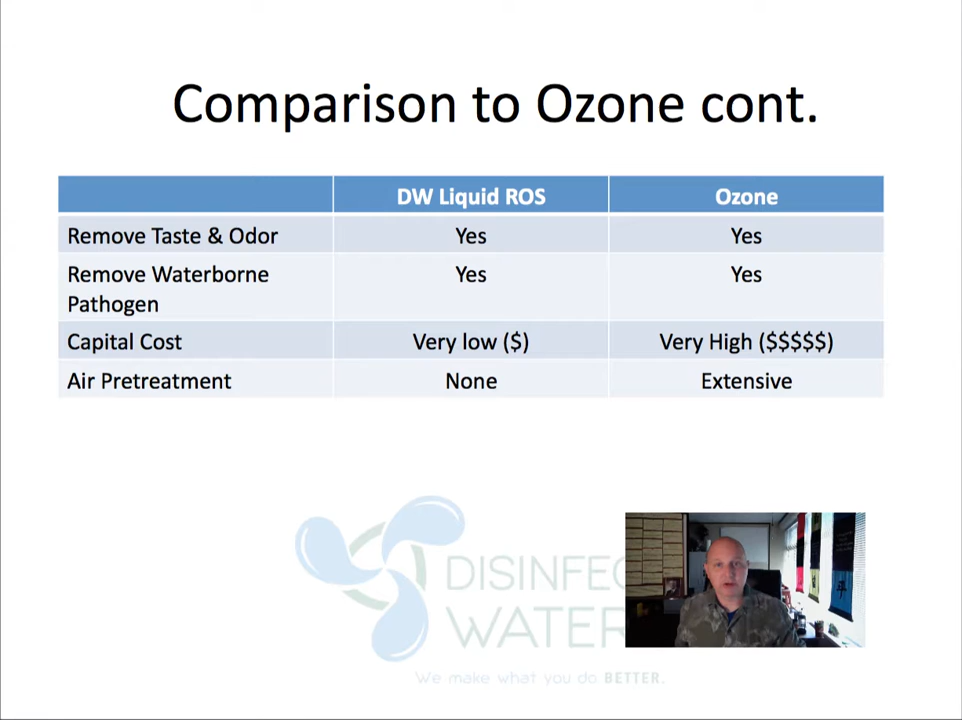 Comparison to Ozone cont.
DW Liquid ROS Ozone
Remove Taste & Odor Yes Yes
Remove Waterborne Yes Yes
Pathogen
Capital Cost Very low ($) Very High ($$$$$)
Air Pretreatment None Extensive
DISINFEC
WATER
We make what you do BETTER.